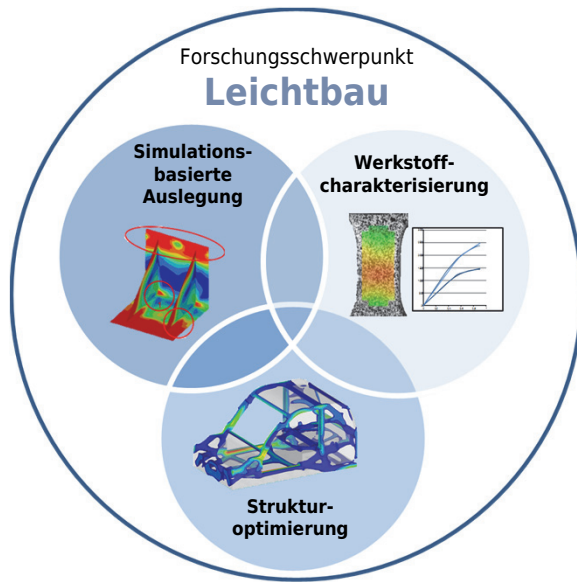 Forschungsschwerpunkt
Leichtbau
Simulations-
basierte
Auslegung
Werkstoff-
charakterisierung
Struktur-
optimierung